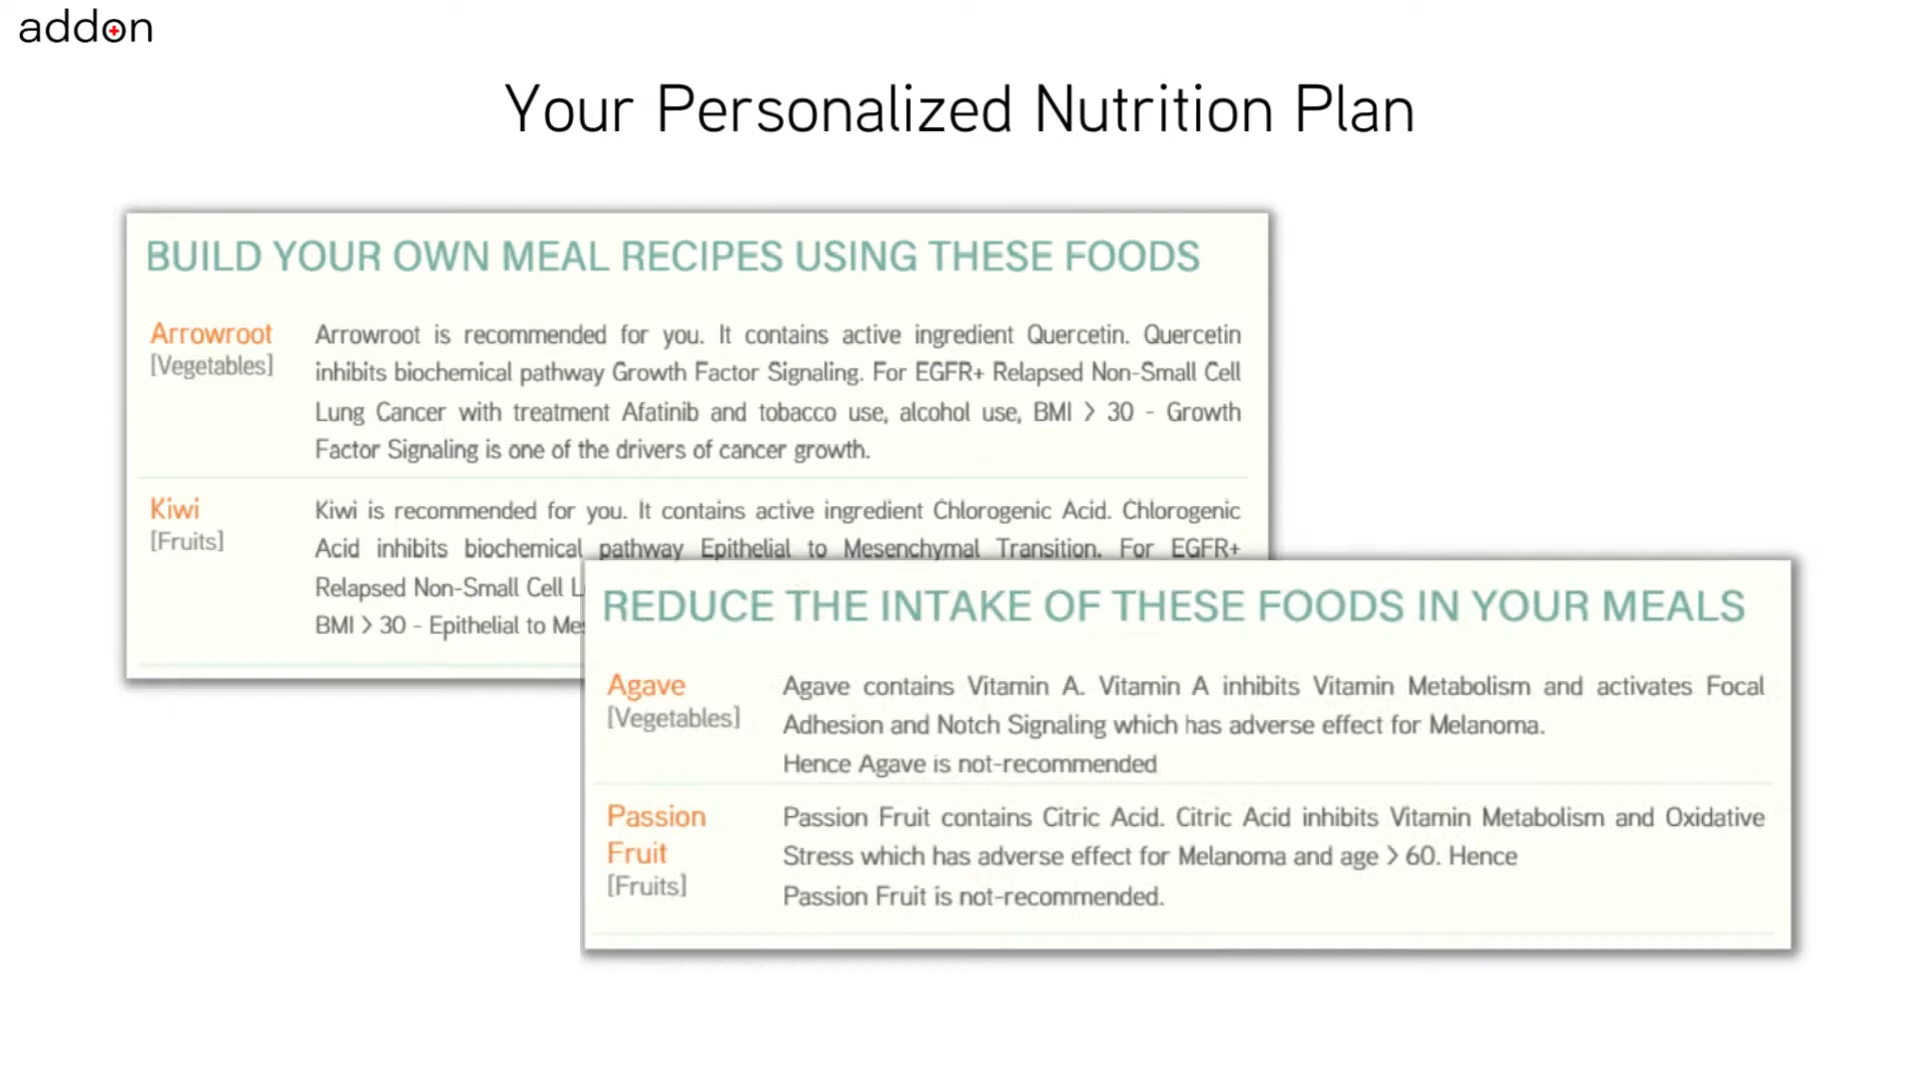 addon
Your Personalized Nutrition Plan
BUILD YOUR OWN MEAL RECIPES USING THESE FOODS
Arrowroot
[Vegetables]
Arrowroot is recommended for you. It contains active ingredient Quercetin. Quercetin
inhibits biochemical pathway Growth Factor Signaling. For EGFR+ Relapsed Non-Small Cell
Lung Cancer with treatment Afatinib and tobacco use, alcohol use, BMI > 30 - Growth
Factor Signaling is one of the drivers of cancer growth.
Kiwi
[Fruits]
Kiwi is recommended for you. It contains active ingredient Chlorogenic Acid. Chlorogenic
Acid inhibits biochemical pathway Epithelial to Mesenchymal Transition. For EGFR+
Relapsed Non-Small Cell
BMI > 30 - Epithelial to
REDUCE THE INTAKE OF THESE FOODS IN YOUR MEALS
Agave
[Vegetables]
Agave contains Vitamin A. Vitamin A inhibits Vitamin Metabolism and activates Focal
Adhesion and Notch Signaling which has adverse effect for Melanoma.
Hence Agave is not-recommended
Passion
Fruit
[Fruits]
Passion Fruit contains Citric Acid. Citric Acid inhibits Vitamin Metabolism and Oxidative
Stress which has adverse effect for Melanoma and age > 60. Hence
Passion Fruit is not-recommended.